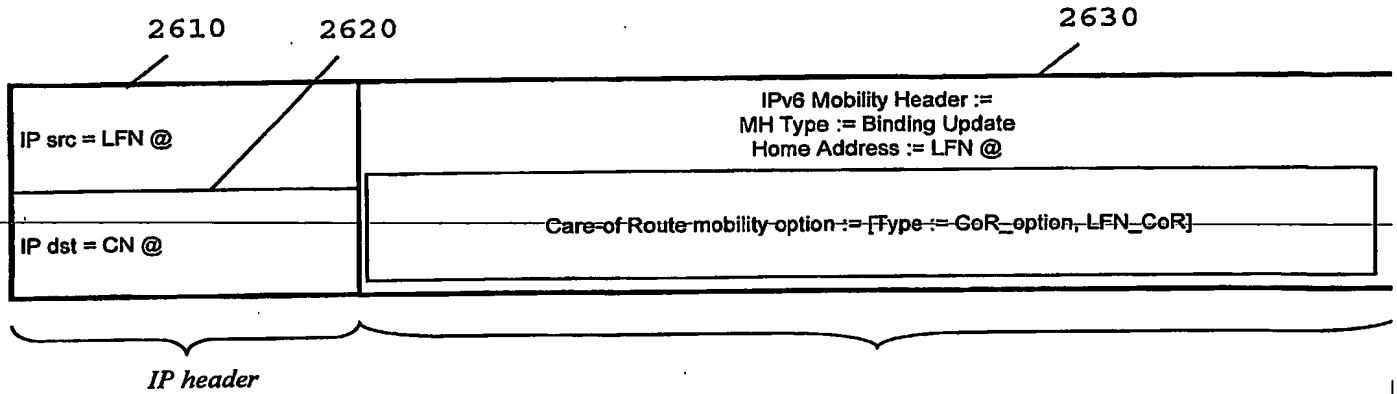 2610
2620
2630
IP src = LFN @
IP dst = CN @
IPv6 Mobility Header :=
MH Type := Binding Update
Home Address := LFN @
Care-of Route mobility option := [Type := CoR_option, LFN_CoR]
IP header